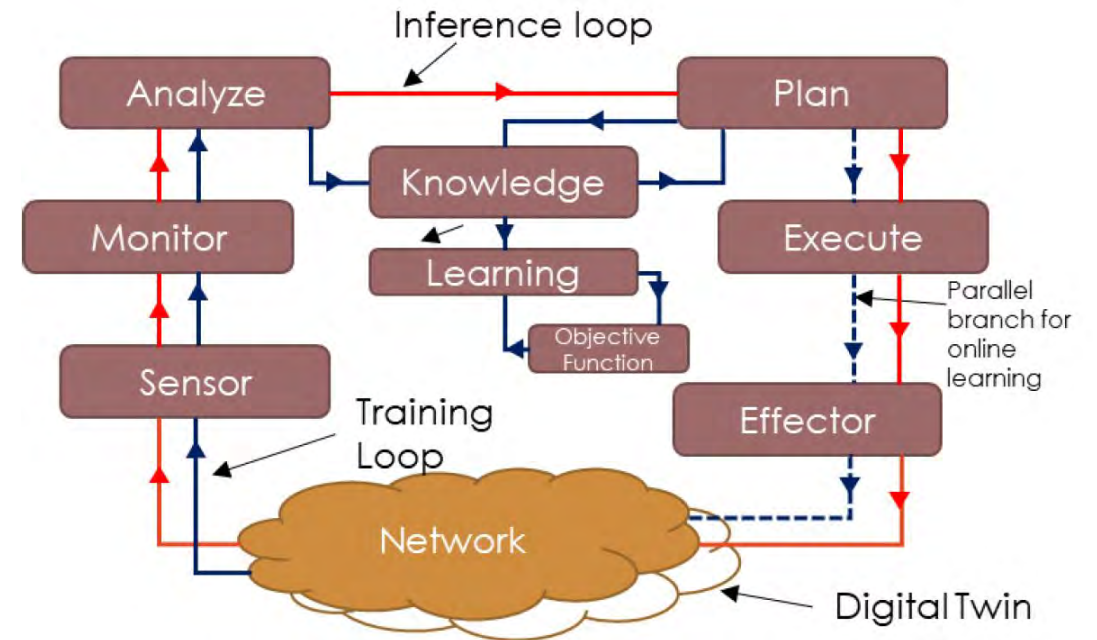 Inference loop
Analyze
Plan
Knowledge
Monitor
Execute
Learning
Parallel
branch for
online
learning
Objective
Function
Sensor
Effector
Training
Loop
Network
Digital Twin